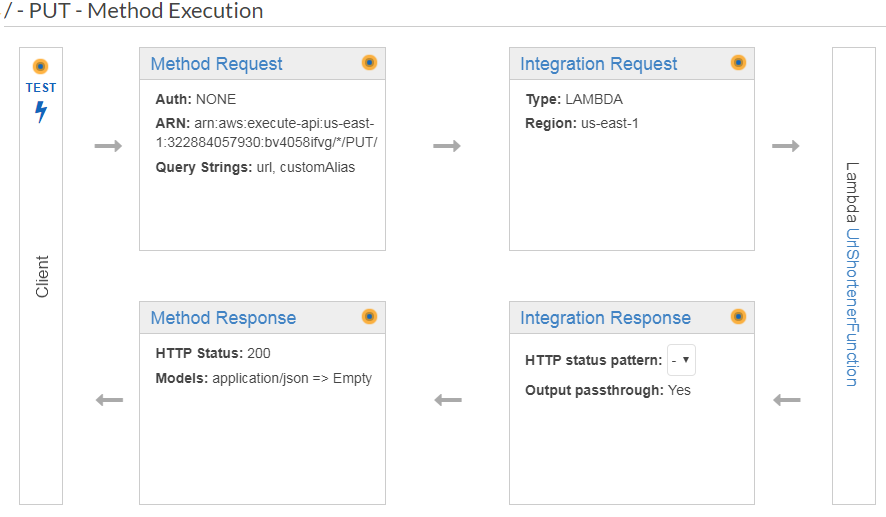 / - PUT - Method Execution
TEST
Client
Method Request
Auth: NONE
ARN: arn:aws:execute-api:us-east-
1:322884057930:bv4058ifvg/*/PUT/
Query Strings: url, customAlias
Integration Request
Type: LAMBDA
Region: us-east-1
Lambda UrlShortenerFunction
Method Response
HTTP Status: 200
Models: application/json => Empty
Integration Response
HTTP status pattern: -
Output passthrough: Yes